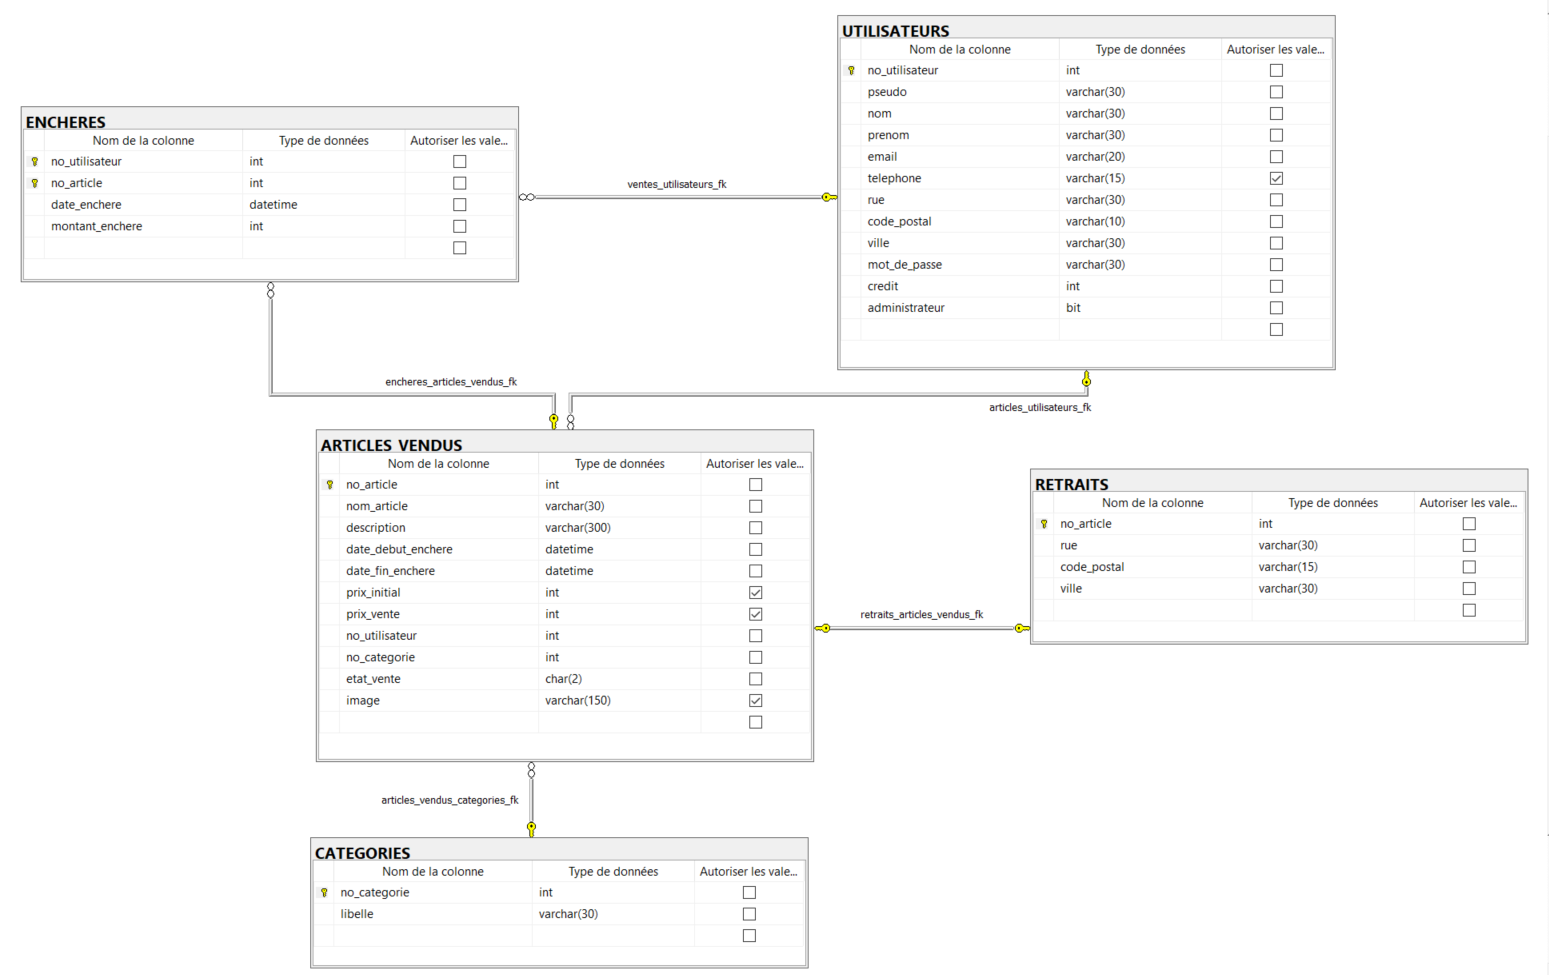 UTILISATEURS
Nom de la colonne Type de données Autoriser les vale...
no_utilisateur int
pseudo varchar(30)
nom varchar(30)
prenom varchar(30)
email varchar(20)
telephone varchar(15)
rue varchar(30)
code_postal varchar(10)
ville varchar(30)
mot_de_passe varchar(30)
credit int
administrateur bit
ENCHERES
Nom de la colonne Type de données Autoriser les vale...
no_utilisateur int
no_article int
date_enchere datetime
montant_enchere int
ventes_utilisateurs_fk
encheres_articles_vendus_fk
articles_utilisateurs_fk
ARTICLES_VENDUS
Nom de la colonne Type de données Autoriser les vale...
no_article int
nom_article varchar(30)
description varchar(300)
date_debut_enchere datetime
date_fin_enchere datetime
prix_initial int
prix_vente int
no_utilisateur int
no_categorie int
etat_vente char(2)
image varchar(150)
RETRAITS
Nom de la colonne Type de données Autoriser les vale...
no_article int
rue varchar(30)
code_postal varchar(15)
ville varchar(30)
retraits_articles_vendus_fk
articles_vendus_categories_fk
CATEGORIES
Nom de la colonne Type de données Autoriser les vale...
no_categorie int
libelle varchar(30)